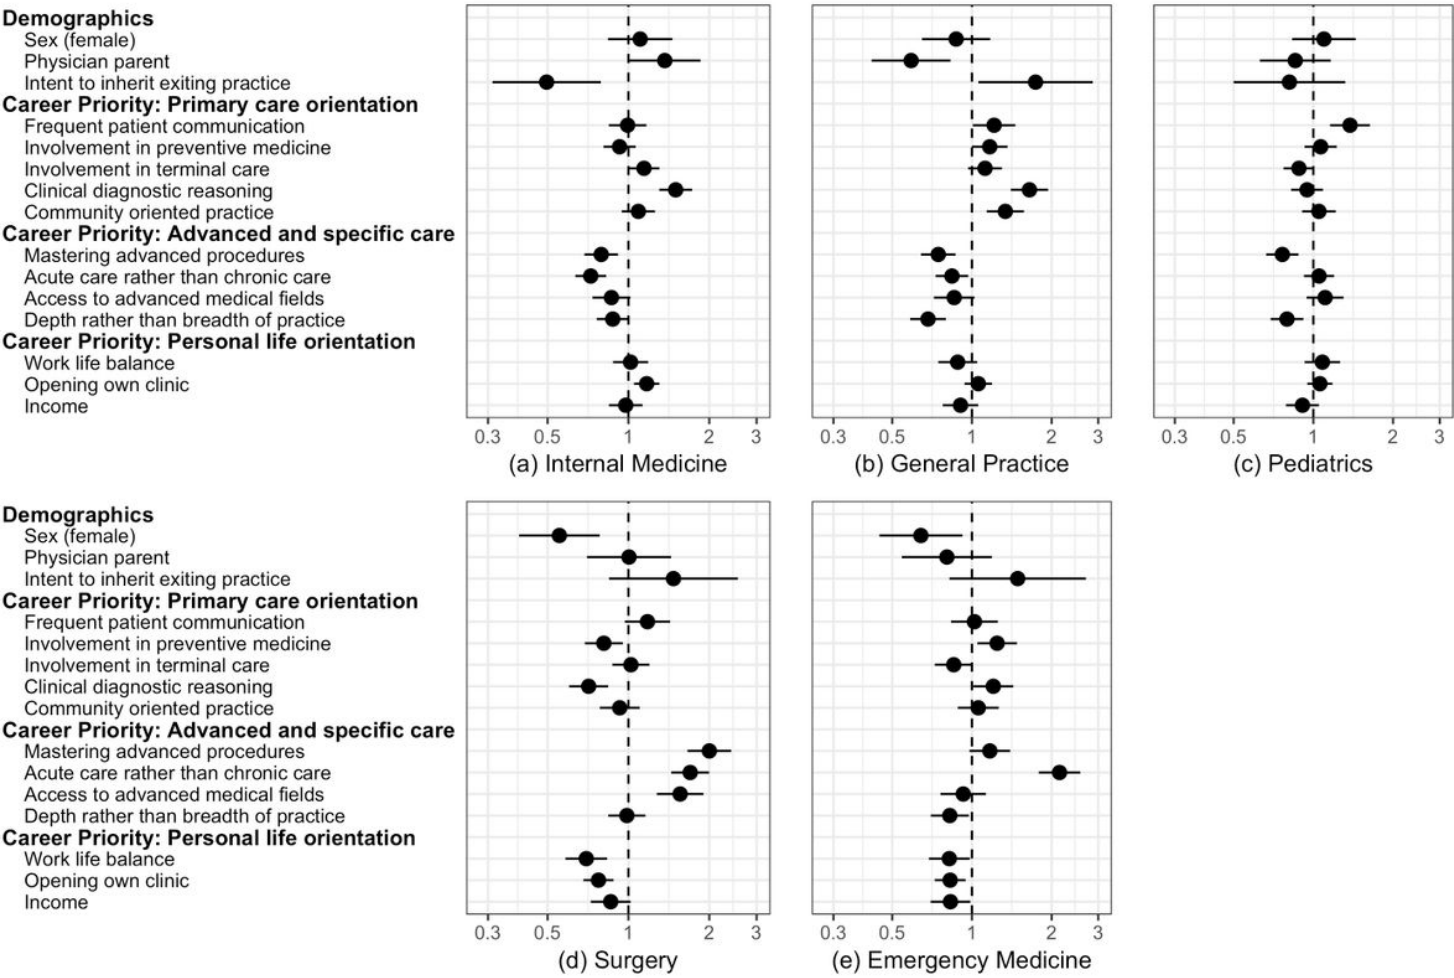 Demographics
Sex (female)
Physician parent
Intent to inherit exiting practice
Career Priority: Primary care orientation
Frequent patient communication
Involvement in preventive medicine
Involvement in terminal care
Clinical diagnostic reasoning
Community oriented practice
Career Priority: Advanced and specific care
Mastering advanced procedures
Acute care rather than chronic care
Access to advanced medical fields
Depth rather than breadth of practice
Career Priority: Personal life orientation
Work life balance
Opening own clinic
Income
0.3 0.5 1 2 3 0.3 0.5 1 2 3 0.3 0.5 1 2 3
(a) Internal Medicine (b) General Practice (c) Pediatrics
Demographics
Sex (female)
Physician parent
Intent to inherit exiting practice
Career Priority: Primary care orientation
Frequent patient communication
Involvement in preventive medicine
Involvement in terminal care
Clinical diagnostic reasoning
Community oriented practice
Career Priority: Advanced and specific care
Mastering advanced procedures
Acute care rather than chronic care
Access to advanced medical fields
Depth rather than breadth of practice
Career Priority: Personal life orientation
Work life balance
Opening own clinic
Income
0.3 0.5 1 2 3 0.3 0.5 1 2 3
(d) Surgery (e) Emergency Medicine